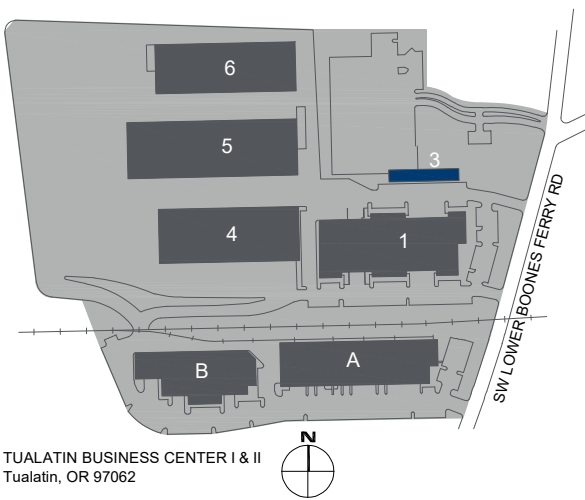 6
5
3
4
1
SW LOWER BOONES FERRY RD
B
A
TUALATIN BUSINESS CENTER I & II
Tualatin, OR 97062
N